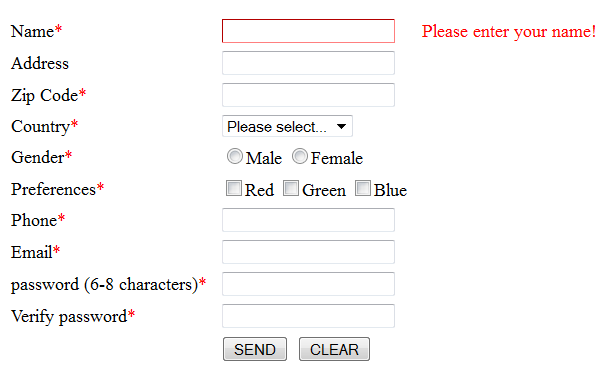 Name* Please enter your name!
Address
Zip Code*
Country* Please select...
Gender* Male Female
Preferences* Red Green Blue
Phone*
Email*
password (6-8 characters)*
Verify password*
SEND CLEAR